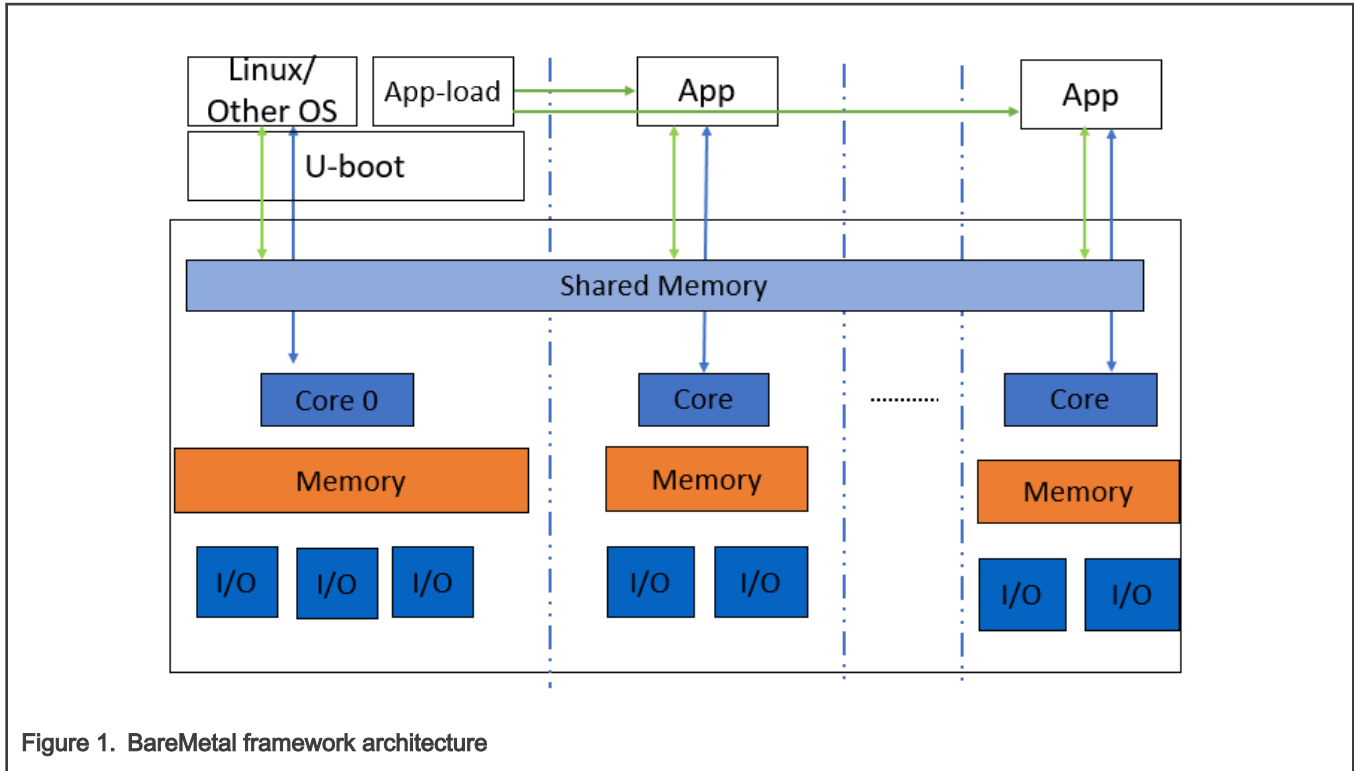 Linux/
Other OS
App-load
App
App
U-boot
Shared Memory
Core 0
Core
..........
Core
Memory
Memory
Memory
I/O
I/O
I/O
I/O
I/O
I/O
I/O
Figure 1. BareMetal framework architecture